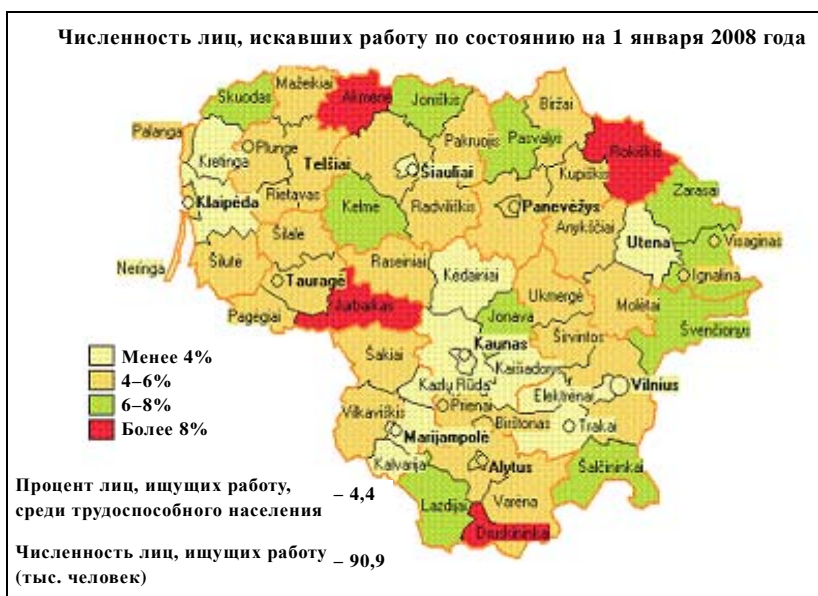 Численность лиц, искавших работу по состоянию на 1 января 2008 года
Mažeikiai
Skuodas
Akmenė
Joniškis
Biržai
Palanga
Pasvalys
Pakruojis
Rokiškis
Kretinga
Plunge
Telšiai
Šiauliai
Kupiškis
Zarasai
Klaipėda
Rietavas
Kelmė
Radviliškis
Panevėžys
Anykščiai
Utena
Visaginas
Šilalė
Neringa
Šilutė
Raseiniai
Kėdainiai
Ignalina
Tauragė
Ukmergė
Molėtai
Pagėgiai
Jurbarkas
Jonava
Širvintos
Švenčionys
Kaunas
Šakiai
Kaišiadorys
Менее 4%
4–6%
6–8%
Более 8%
Kazlų Rūda
Elektrėnai
Vilnius
Prienai
Vilkaviškis
Birštonas
Trakai
Marijampolė
Kalvarija
Alytus
Šalčininkai
Lazdijai
Varėna
Druskininkai
Процент лиц, ищущих работу,
среди трудоспособного населения – 4,4
Численность лиц, ищущих работу
(тыс. человек) – 90,9